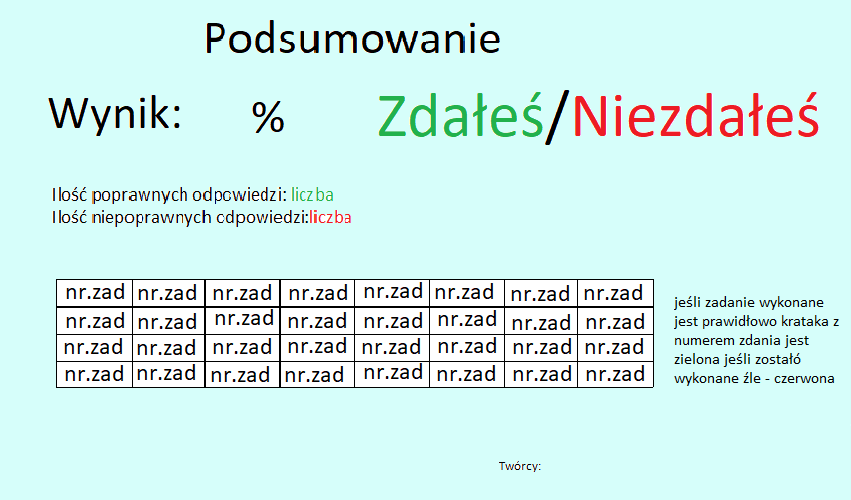 Podsumowanie
Wynik: % Zdałeś/Niezdałeś
Ilość poprawnych odpowiedzi: liczba
Ilość niepoprawnych odpowiedzi:liczba
nr.zad nr.zad nr.zad nr.zad nr.zad nr.zad nr.zad nr.zad
nr.zad nr.zad nr.zad nr.zad nr.zad nr.zad nr.zad nr.zad
nr.zad nr.zad nr.zad nr.zad nr.zad nr.zad nr.zad nr.zad
nr.zad nr.zad nr.zad nr.zad nr.zad nr.zad nr.zad nr.zad
jeśli zadanie wykonane
jest prawidłowo krataka z
numerem zdania jest
zielona jeśli zostałó
wykonane źle - czerwona
Twórcy: